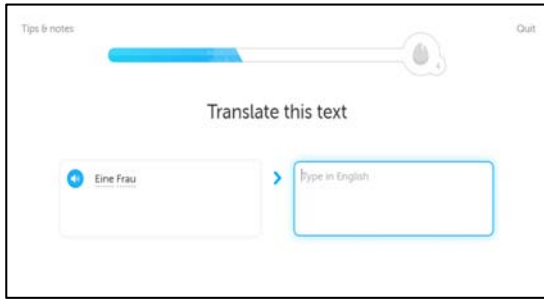 Tips & notes
Quit
Translate this text
Eine Frau
Type in English